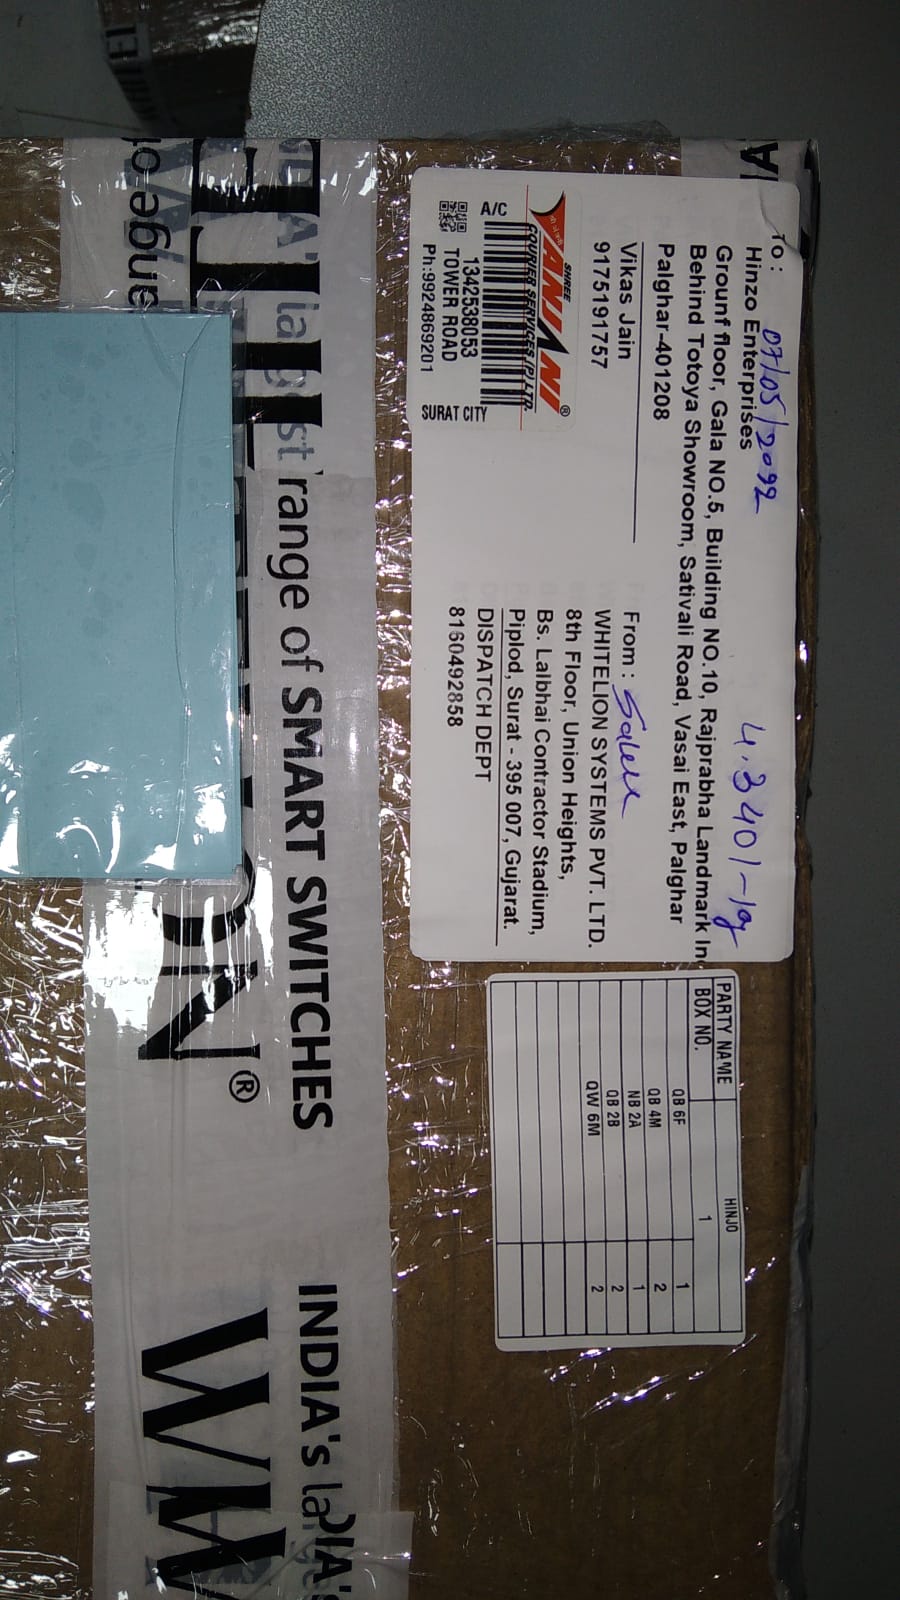 To:
07/05/2092
4.340/-1g
Hinzo Enterprises
Grounf floor, Gala NO.5, Building NO.10, Rajprabha Landmark In
Behind Totoya Showroom, Sativali Road, Vasai East, Palghar
Palghar-401208
Vikas Jain
9175191757
SHREE
ANJANI®
COURIER SERVICES (P) LTD.
A/C
1342538053
TOWER ROAD
Ph:9924869201
SURAT CITY
From :
WHITELION SYSTEMS PVT. LTD.
8th Floor, Union Heights,
Bs. Lalbhai Contractor Stadium,
Piplod, Surat - 395 007, Gujarat.
DISPATCH DEPT
8160492858
PARTY NAME HINJO
BOX NO. 1
QB 6F 1
QB 4M 2
NB 2A 1
QB 2B 2
QW 6M 2
range of SMART SWITCHES
ON®
INDIA's la
W